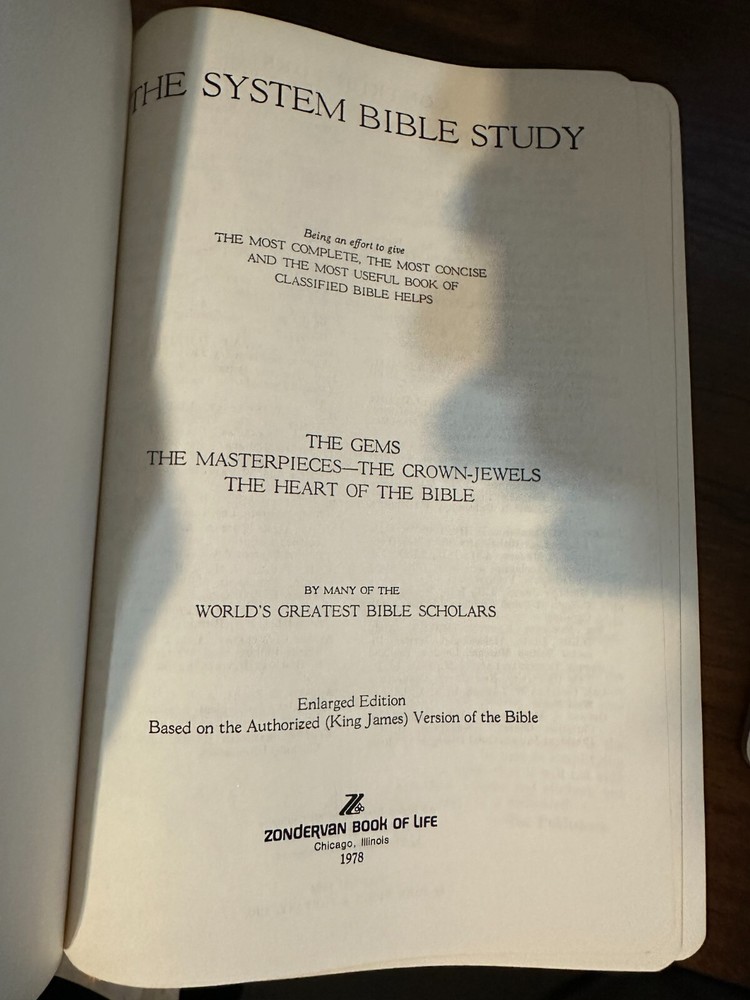 THE SYSTEM BIBLE STUDY
Being an effort to give
THE MOST COMPLETE, THE MOST CONCISE
AND THE MOST USEFUL BOOK OF
CLASSIFIED BIBLE HELPS
THE GEMS
THE MASTERPIECES—THE CROWN-JEWELS
THE HEART OF THE BIBLE
BY MANY OF THE
WORLD'S GREATEST BIBLE SCHOLARS
Enlarged Edition
Based on the Authorized (King James) Version of the Bible
ZONDERVAN BOOK OF LIFE
Chicago, Illinois
1978